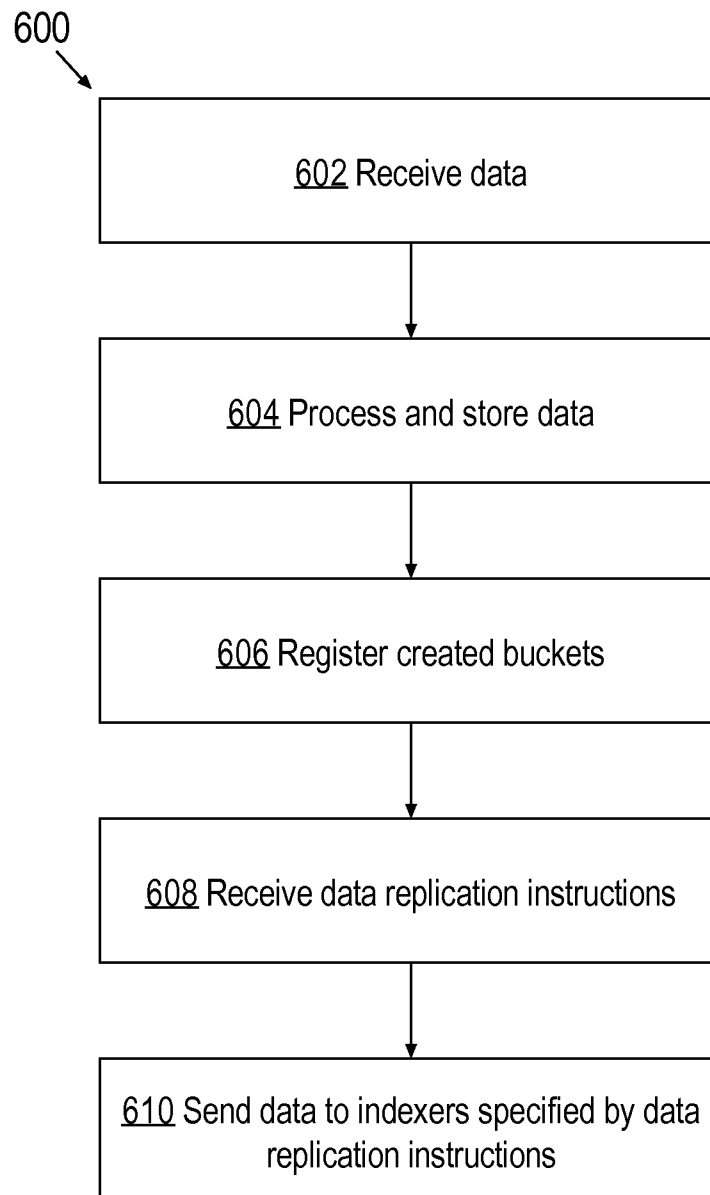 600
602 Receive data
604 Process and store data
606 Register created buckets
608 Receive data replication instructions
610 Send data to indexers specified by data
replication instructions